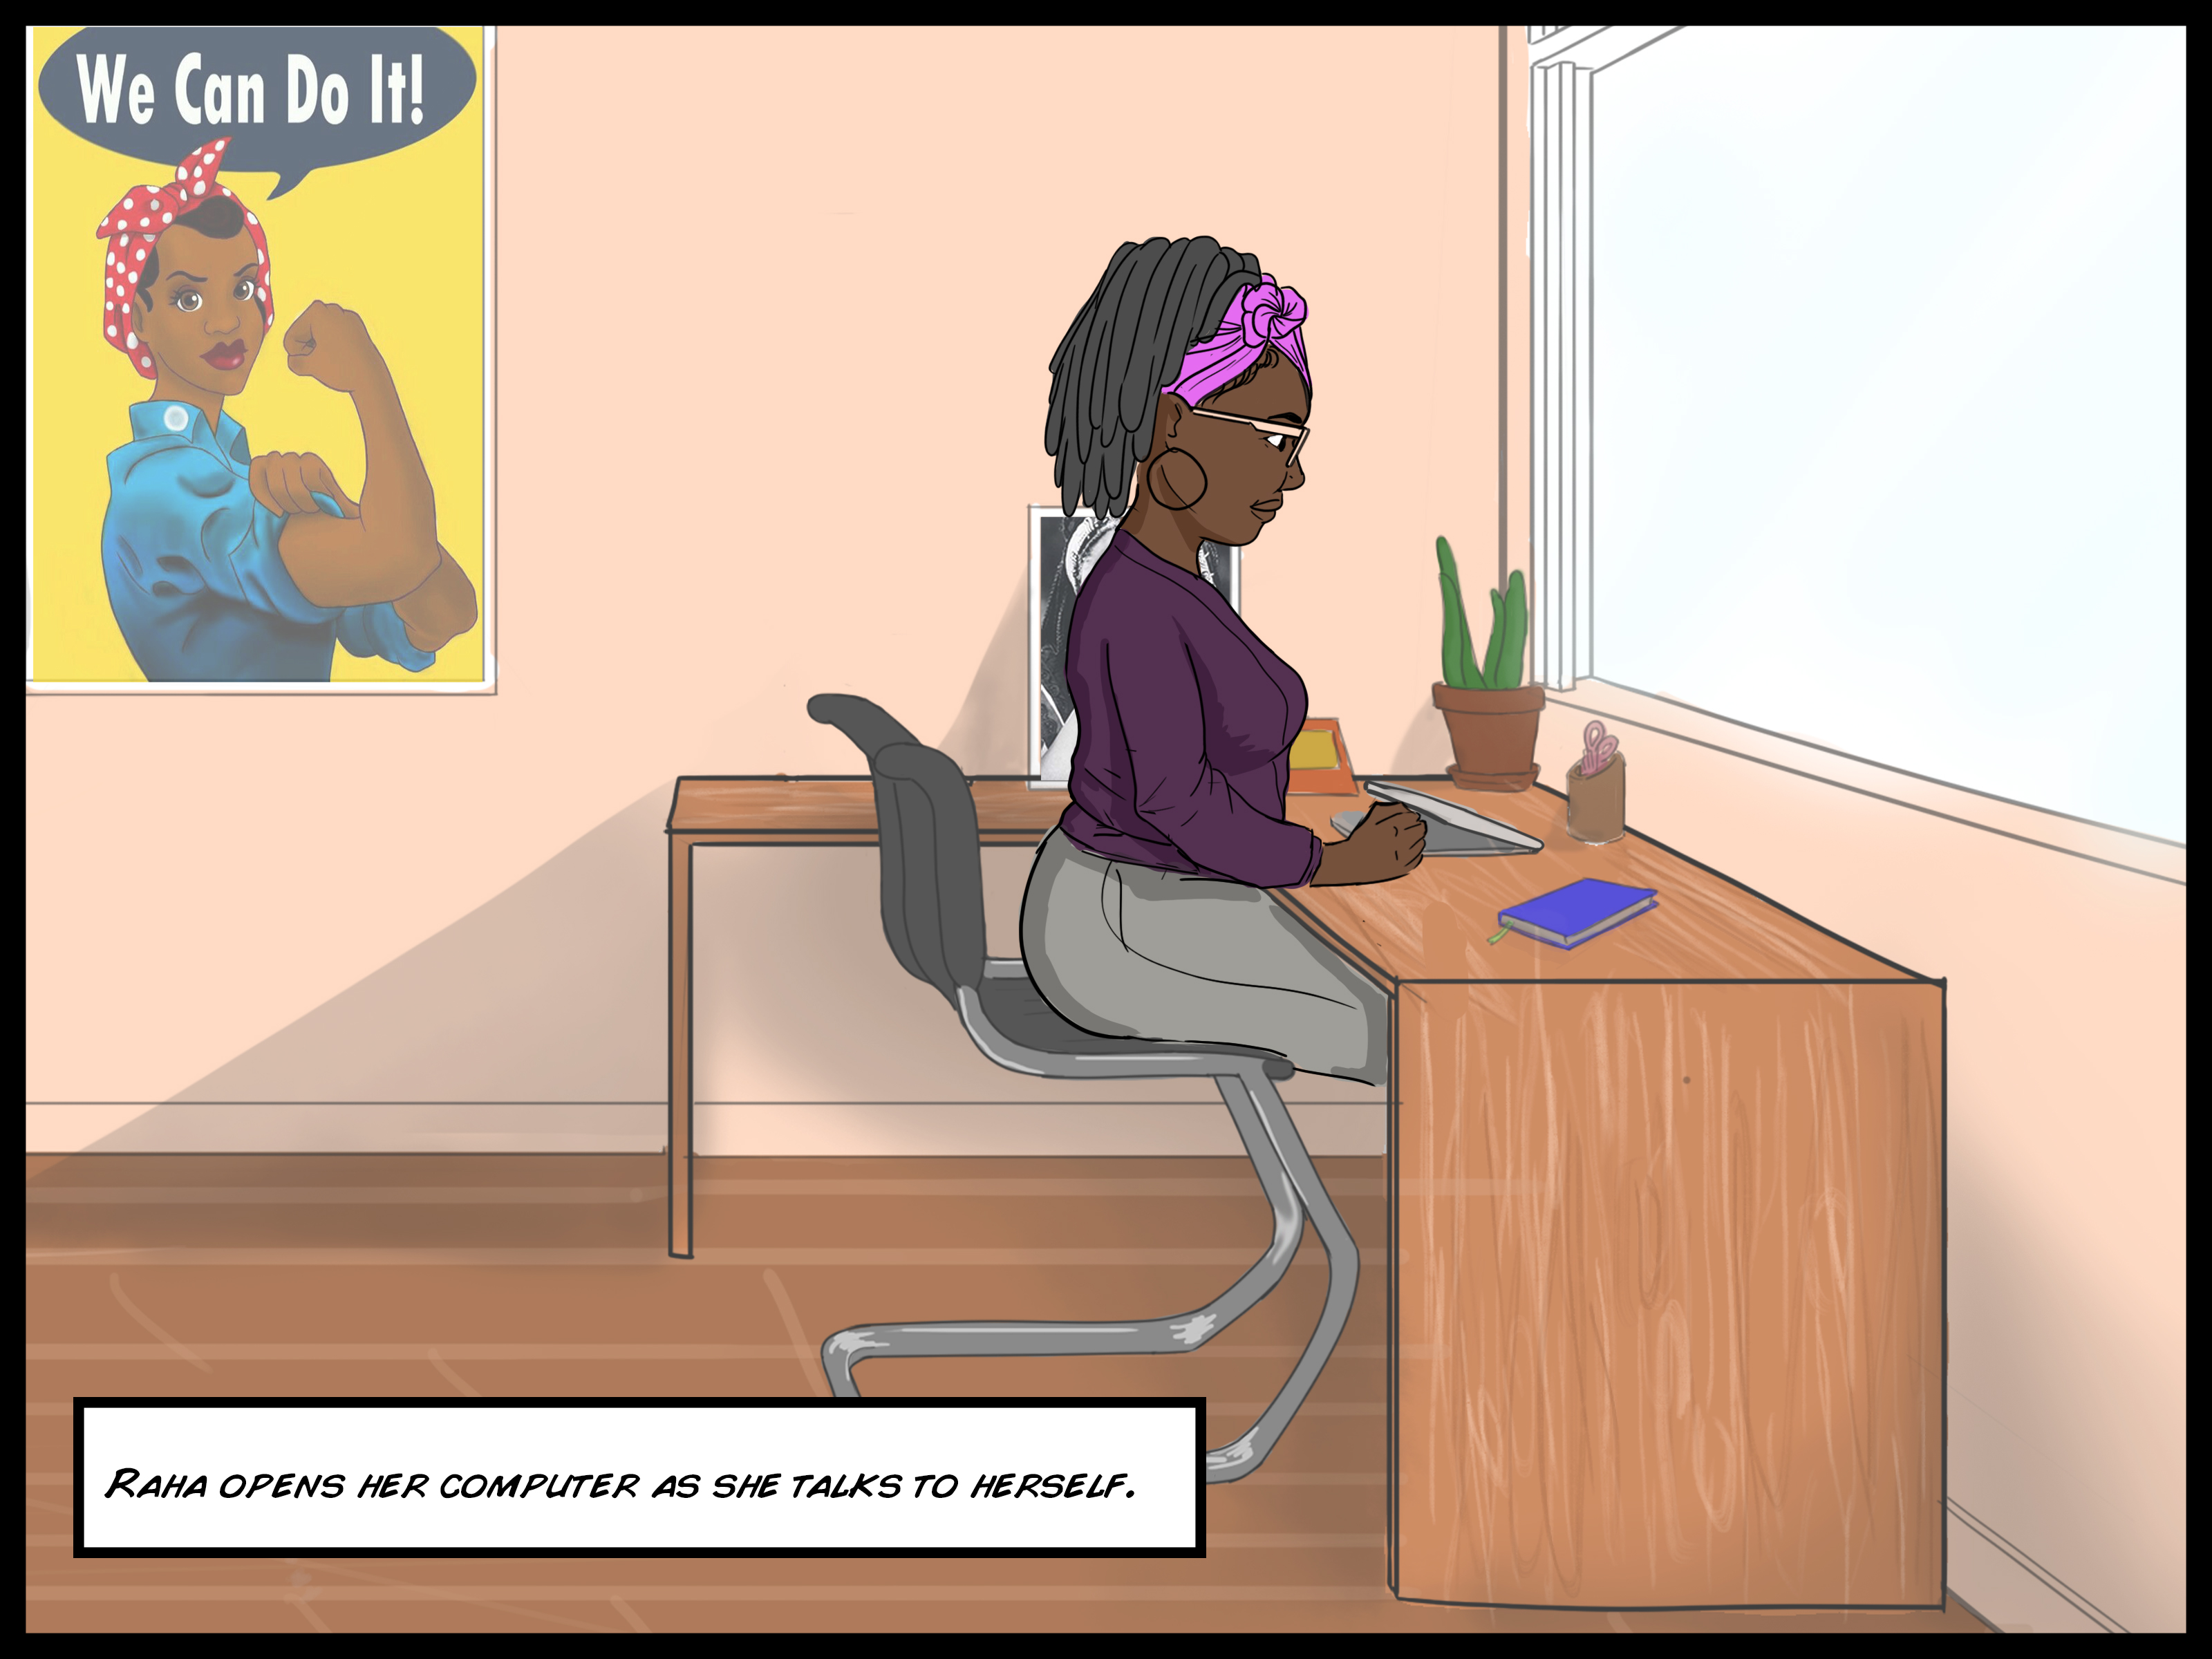 We Can Do It!
RAHA OPENS HER COMPUTER AS SHE TALKS TO HERSELF.